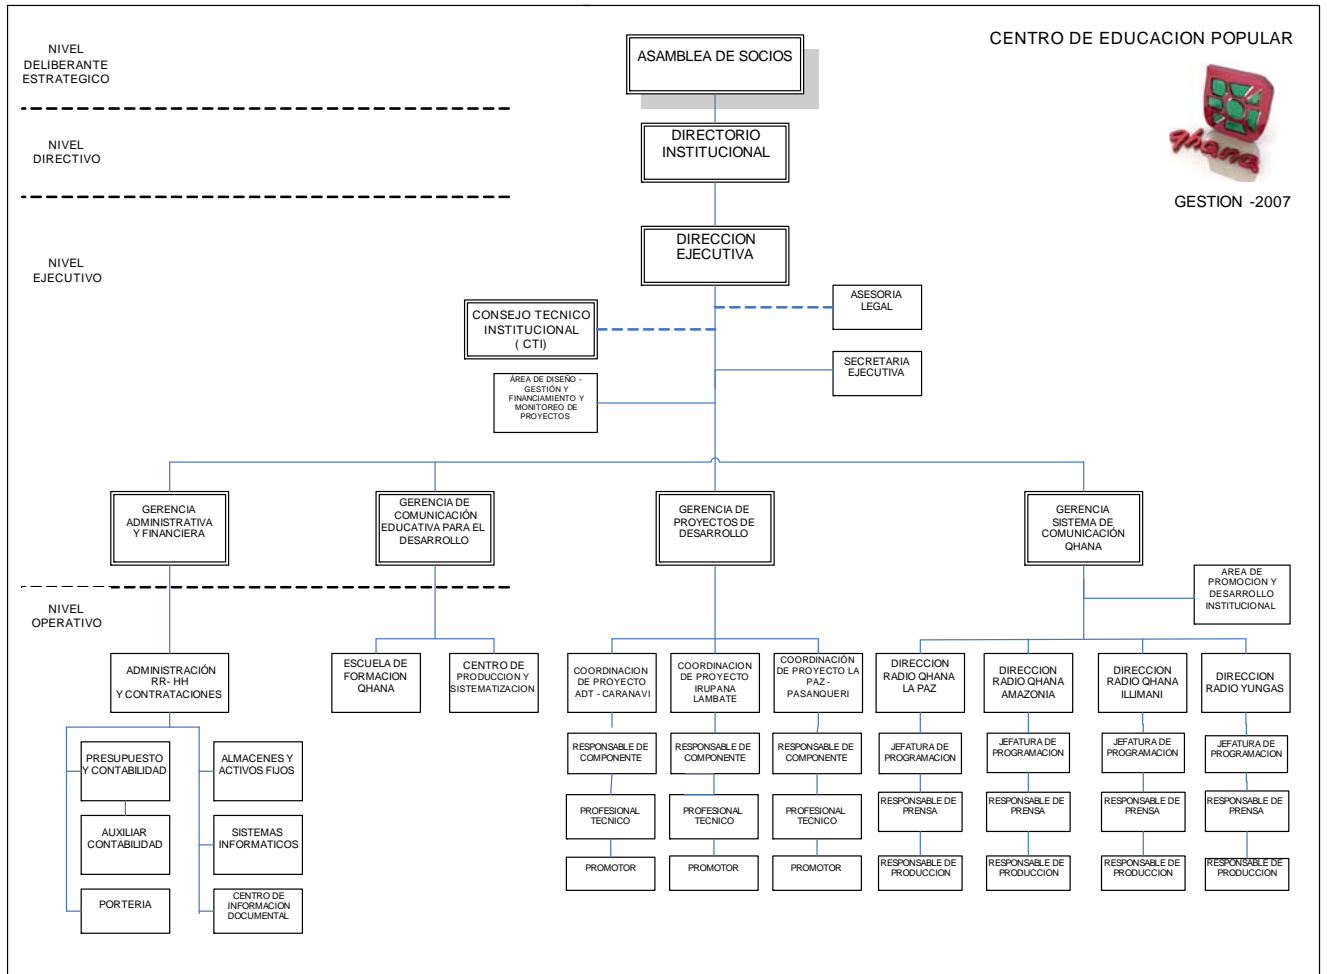 CENTRO DE EDUCACION POPULAR
qhana
GESTION -2007
NIVEL
DELIBERANTE
ESTRATEGICO
ASAMBLEA DE SOCIOS
NIVEL
DIRECTIVO
DIRECTORIO
INSTITUCIONAL
NIVEL
EJECUTIVO
DIRECCION
EJECUTIVA
ASESORIA
LEGAL
CONSEJO TECNICO
INSTITUCIONAL
( CTI)
SECRETARIA
EJECUTIVA
ÁREA DE DISEÑO -
GESTIÓN Y
FINANCIAMIENTO Y
MONITOREO DE
PROYECTOS
GERENCIA
ADMINISTRATIVA
Y FINANCIERA
GERENCIA DE
COMUNICACIÓN
EDUCATIVA PARA EL
DESARROLLO
GERENCIA DE
PROYECTOS DE
DESARROLLO
GERENCIA
SISTEMA DE
COMUNICACIÓN
QHANA
AREA DE
PROMOCION Y
DESARROLLO
INSTITUCIONAL
NIVEL
OPERATIVO
ADMINISTRACIÓN
RR- HH
Y CONTRATACIONES
ESCUELA DE
FORMACION
QHANA
CENTRO DE
PRODUCCION Y
SISTEMATIZACION
COORDINACION
DE PROYECTO
ADT - CARANAVI
COORDINACION
DE PROYECTO
IRUPANA
LAMBATE
COORDINACIÓN
DE PROYECTO LA
PAZ -
PASANQUERI
DIRECCION
RADIO QHANA
LA PAZ
DIRECCION
RADIO QHANA
AMAZONIA
DIRECCION
RADIO QHANA
ILLIMANI
DIRECCION
RADIO YUNGAS
PRESUPUESTO
Y CONTABILIDAD
ALMACENES Y
ACTIVOS FIJOS
RESPONSABLE DE
COMPONENTE
RESPONSABLE DE
COMPONENTE
RESPONSABLE DE
COMPONENTE
JEFATURA DE
PROGRAMACION
JEFATURA DE
PROGRAMACION
JEFATURA DE
PROGRAMACION
JEFATURA DE
PROGRAMACION
AUXILIAR
CONTABILIDAD
SISTEMAS
INFORMATICOS
PROFESIONAL
TECNICO
PROFESIONAL
TECNICO
PROFESIONAL
TECNICO
RESPONSABLE DE
PRENSA
RESPONSABLE DE
PRENSA
RESPONSABLE DE
PRENSA
RESPONSABLE DE
PRENSA
PORTERIA
CENTRO DE
INFORMACION
DOCUMENTAL
PROMOTOR
PROMOTOR
PROMOTOR
RESPONSABLE DE
PRODUCCION
RESPONSABLE DE
PRODUCCION
RESPONSABLE DE
PRODUCCION
RESPONSABLE DE
PRODUCCION